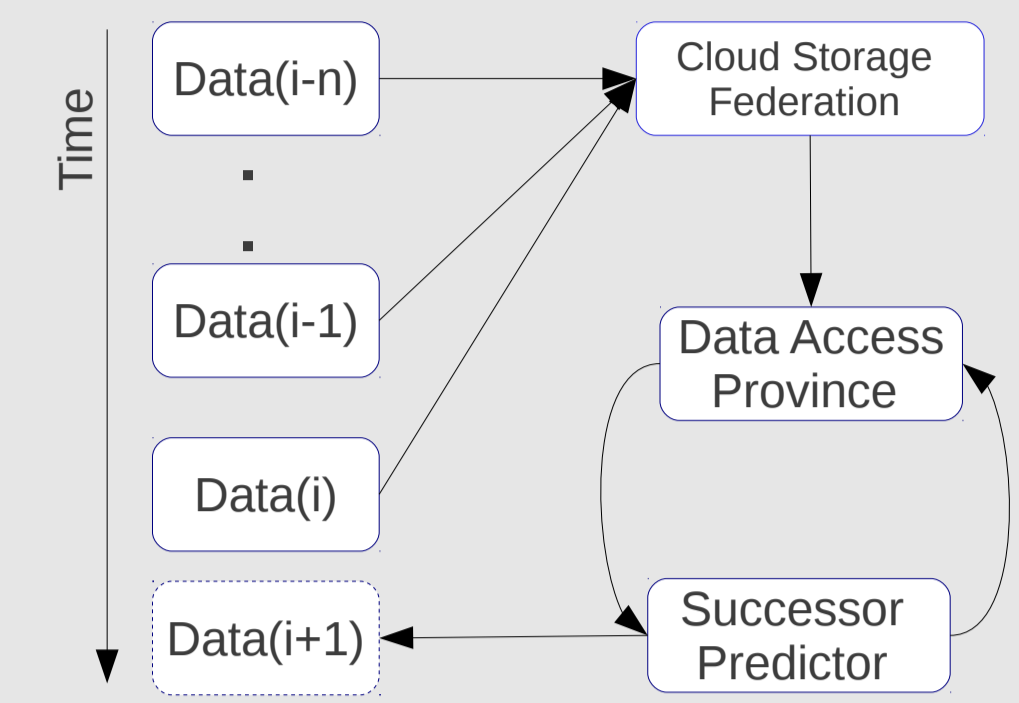 Time
Data(i-n)
Cloud Storage
Federation
Data(i-1)
Data Access
Province
Data(i)
Data(i+1)
Successor
Predictor